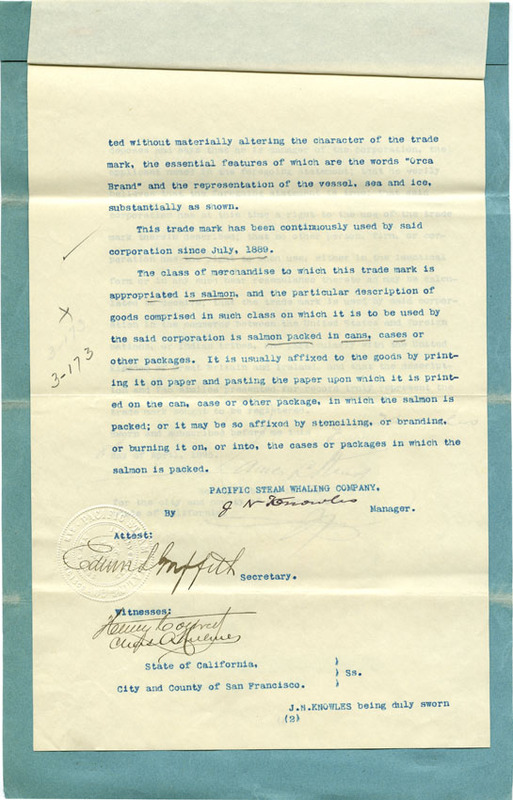 ted without materially altering the character of the trade
mark, the essential features of which are the words "Orca
Brand" and the representation of the vessel, sea and ice,
substantially as shown.
This trade mark has been continuously used by said
corporation since July, 1889.
The class of merchandise to which this trade mark is
appropriated is salmon, and the particular description of
goods comprised in such class on which it is to be used by
the said corporation is salmon packed in cans, cases or
other packages. It is usually affixed to the goods by print-
ing it on paper and pasting the paper upon which it is print-
ed on the can, case or other package, in which the salmon is
packed; or it may be so affixed by stenciling, or branding,
or burning it on, or into, the cases or packages in which the
salmon is packed.
x
3-173
PACIFIC STEAM WHALING COMPANY.
By J N Knowles Manager.
Attest:
Edwin L Griffith
Secretary.
Witnesses:
Henry
Chas
State of California, )
) Ss.
City and County of San Francisco. )
J.N.KNOWLES being duly sworn
(2)